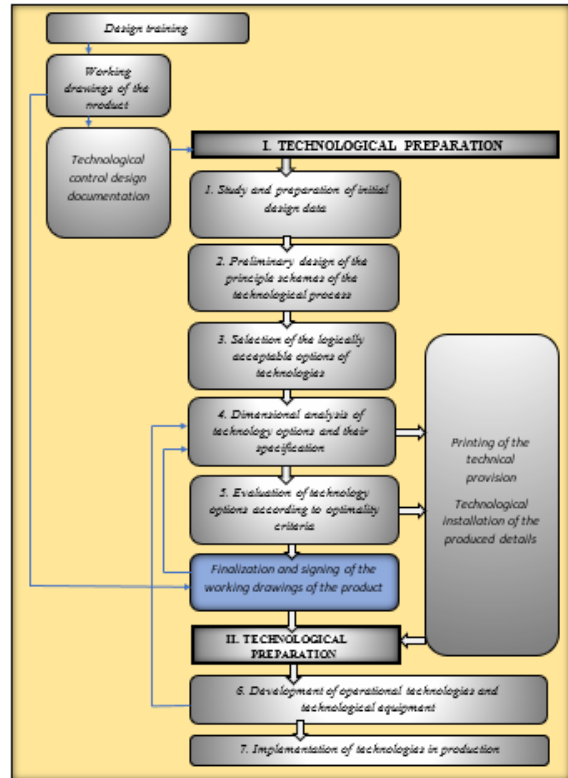 Design training
Working
drawings of the
product
Technological
control design
documentation
I. TECHNOLOGICAL PREPARATION
1. Study and preparation of initial
design data
2. Preliminary design of the
principle schemes of the
technological process
3. Selection of the logically
acceptable options of
technologies
4. Dimensional analysis of
technology options and their
specification
5. Evaluation of technology
options according to optimality
criteria
Printing of the
technical
provision
Technological
installation of the
produced details
Finalization and signing of the
working drawings of the product
II. TECHNOLOGICAL
PREPARATION
6. Development of operational technologies and
technological equipment
7. Implementation of technologies in production